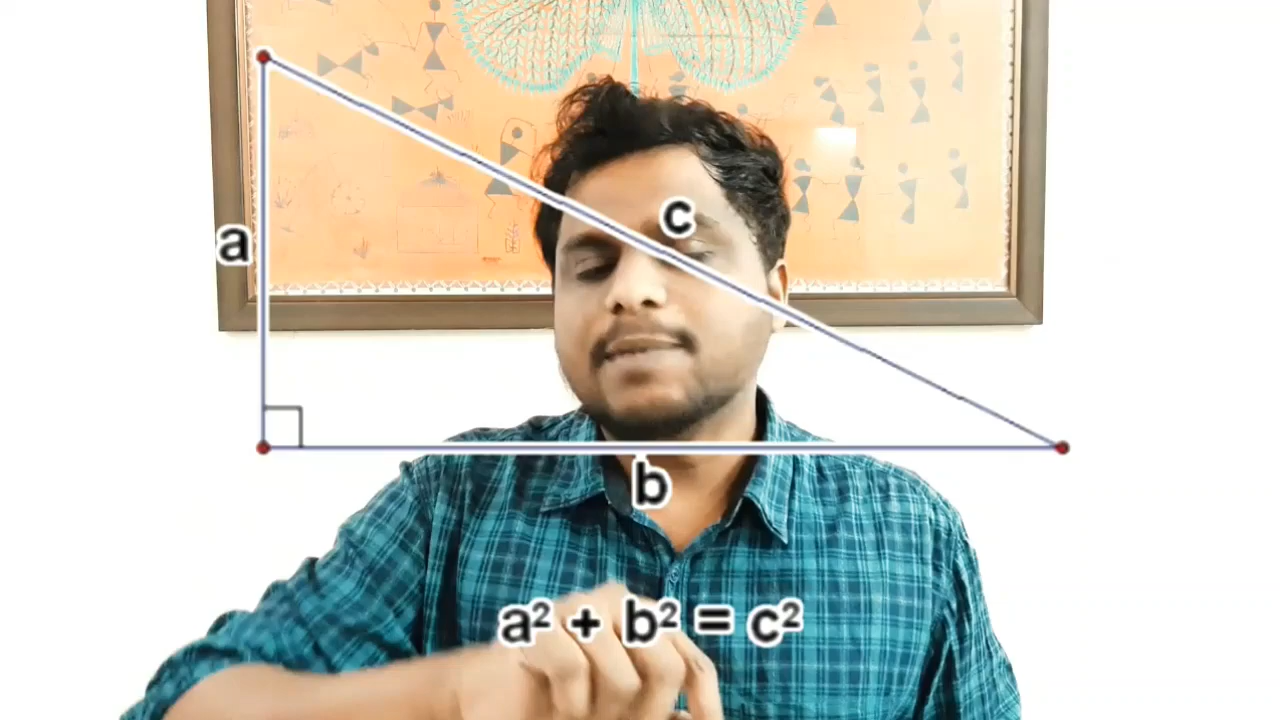 a
c
b
a² + b² = c²